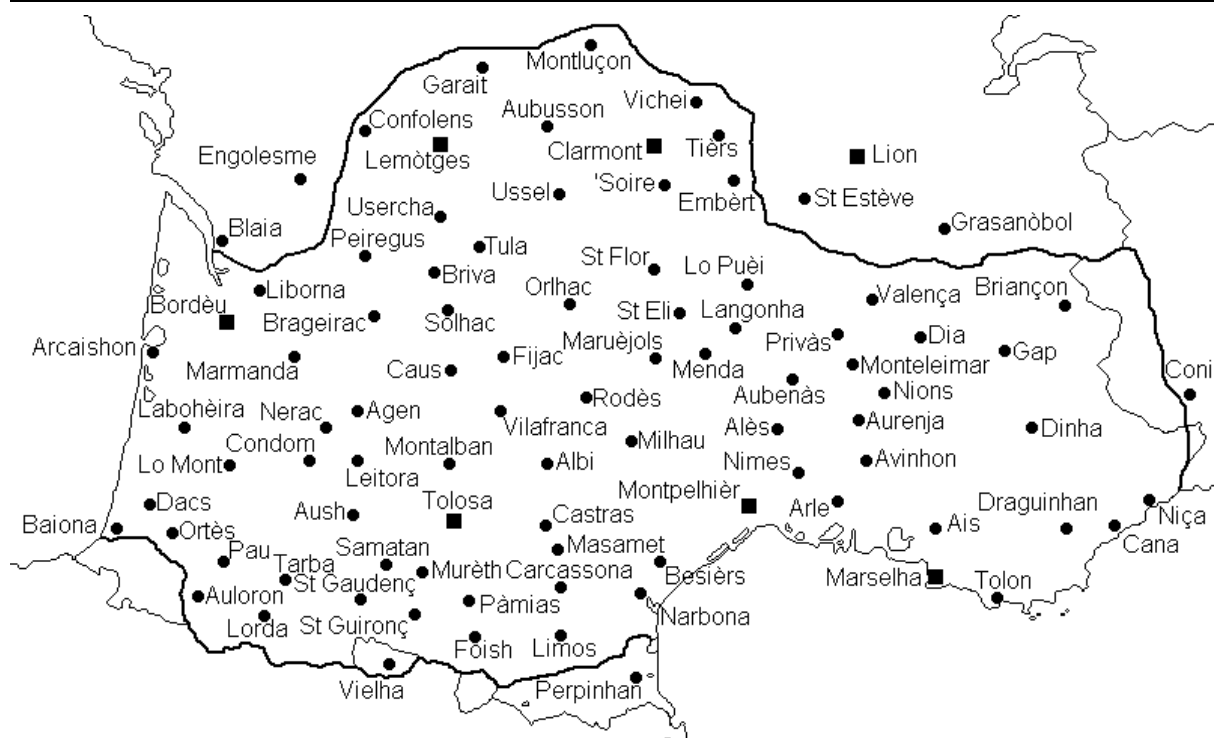 Montluçon
Garait
Vichei
Aubusson
Confolens
Tièrs
Lemòtges
Clarmont
Lion
Engolesme
'Soire
Ussel
Embèrt
St Estève
Usercha
Blaia
Grasanòbol
Peiregus
Tula
St Flor
Lo Puèi
Briva
Liborna
Orlhac
Valença
Briançon
Bordèu
Brageirac
Solhac
St Eli
Langonha
Arcaishon
Maruèjols
Privàs
Dia
Gap
Marmanda
Caus
Fijac
Menda
Monteleimar
Coni
Aubenàs
Nions
Labohèira
Nerac
Agen
Rodès
Vilafranca
Alès
Aurenja
Dinha
Condom
Montalban
Milhau
Lo Mont
Leitora
Albi
Nimes
Avinhon
Dacs
Tolosa
Montpelhièr
Arle
Draguinhan
Niça
Baiona
Ortès
Aush
Castras
Ais
Cana
Pau
Tarba
Samatan
Masamet
Murèth
Carcassona
Besièrs
Marselha
Tolon
Auloron
St Gaudenç
Pàmias
Narbona
Lorda
St Guironç
Foish
Limos
Vielha
Perpinhan